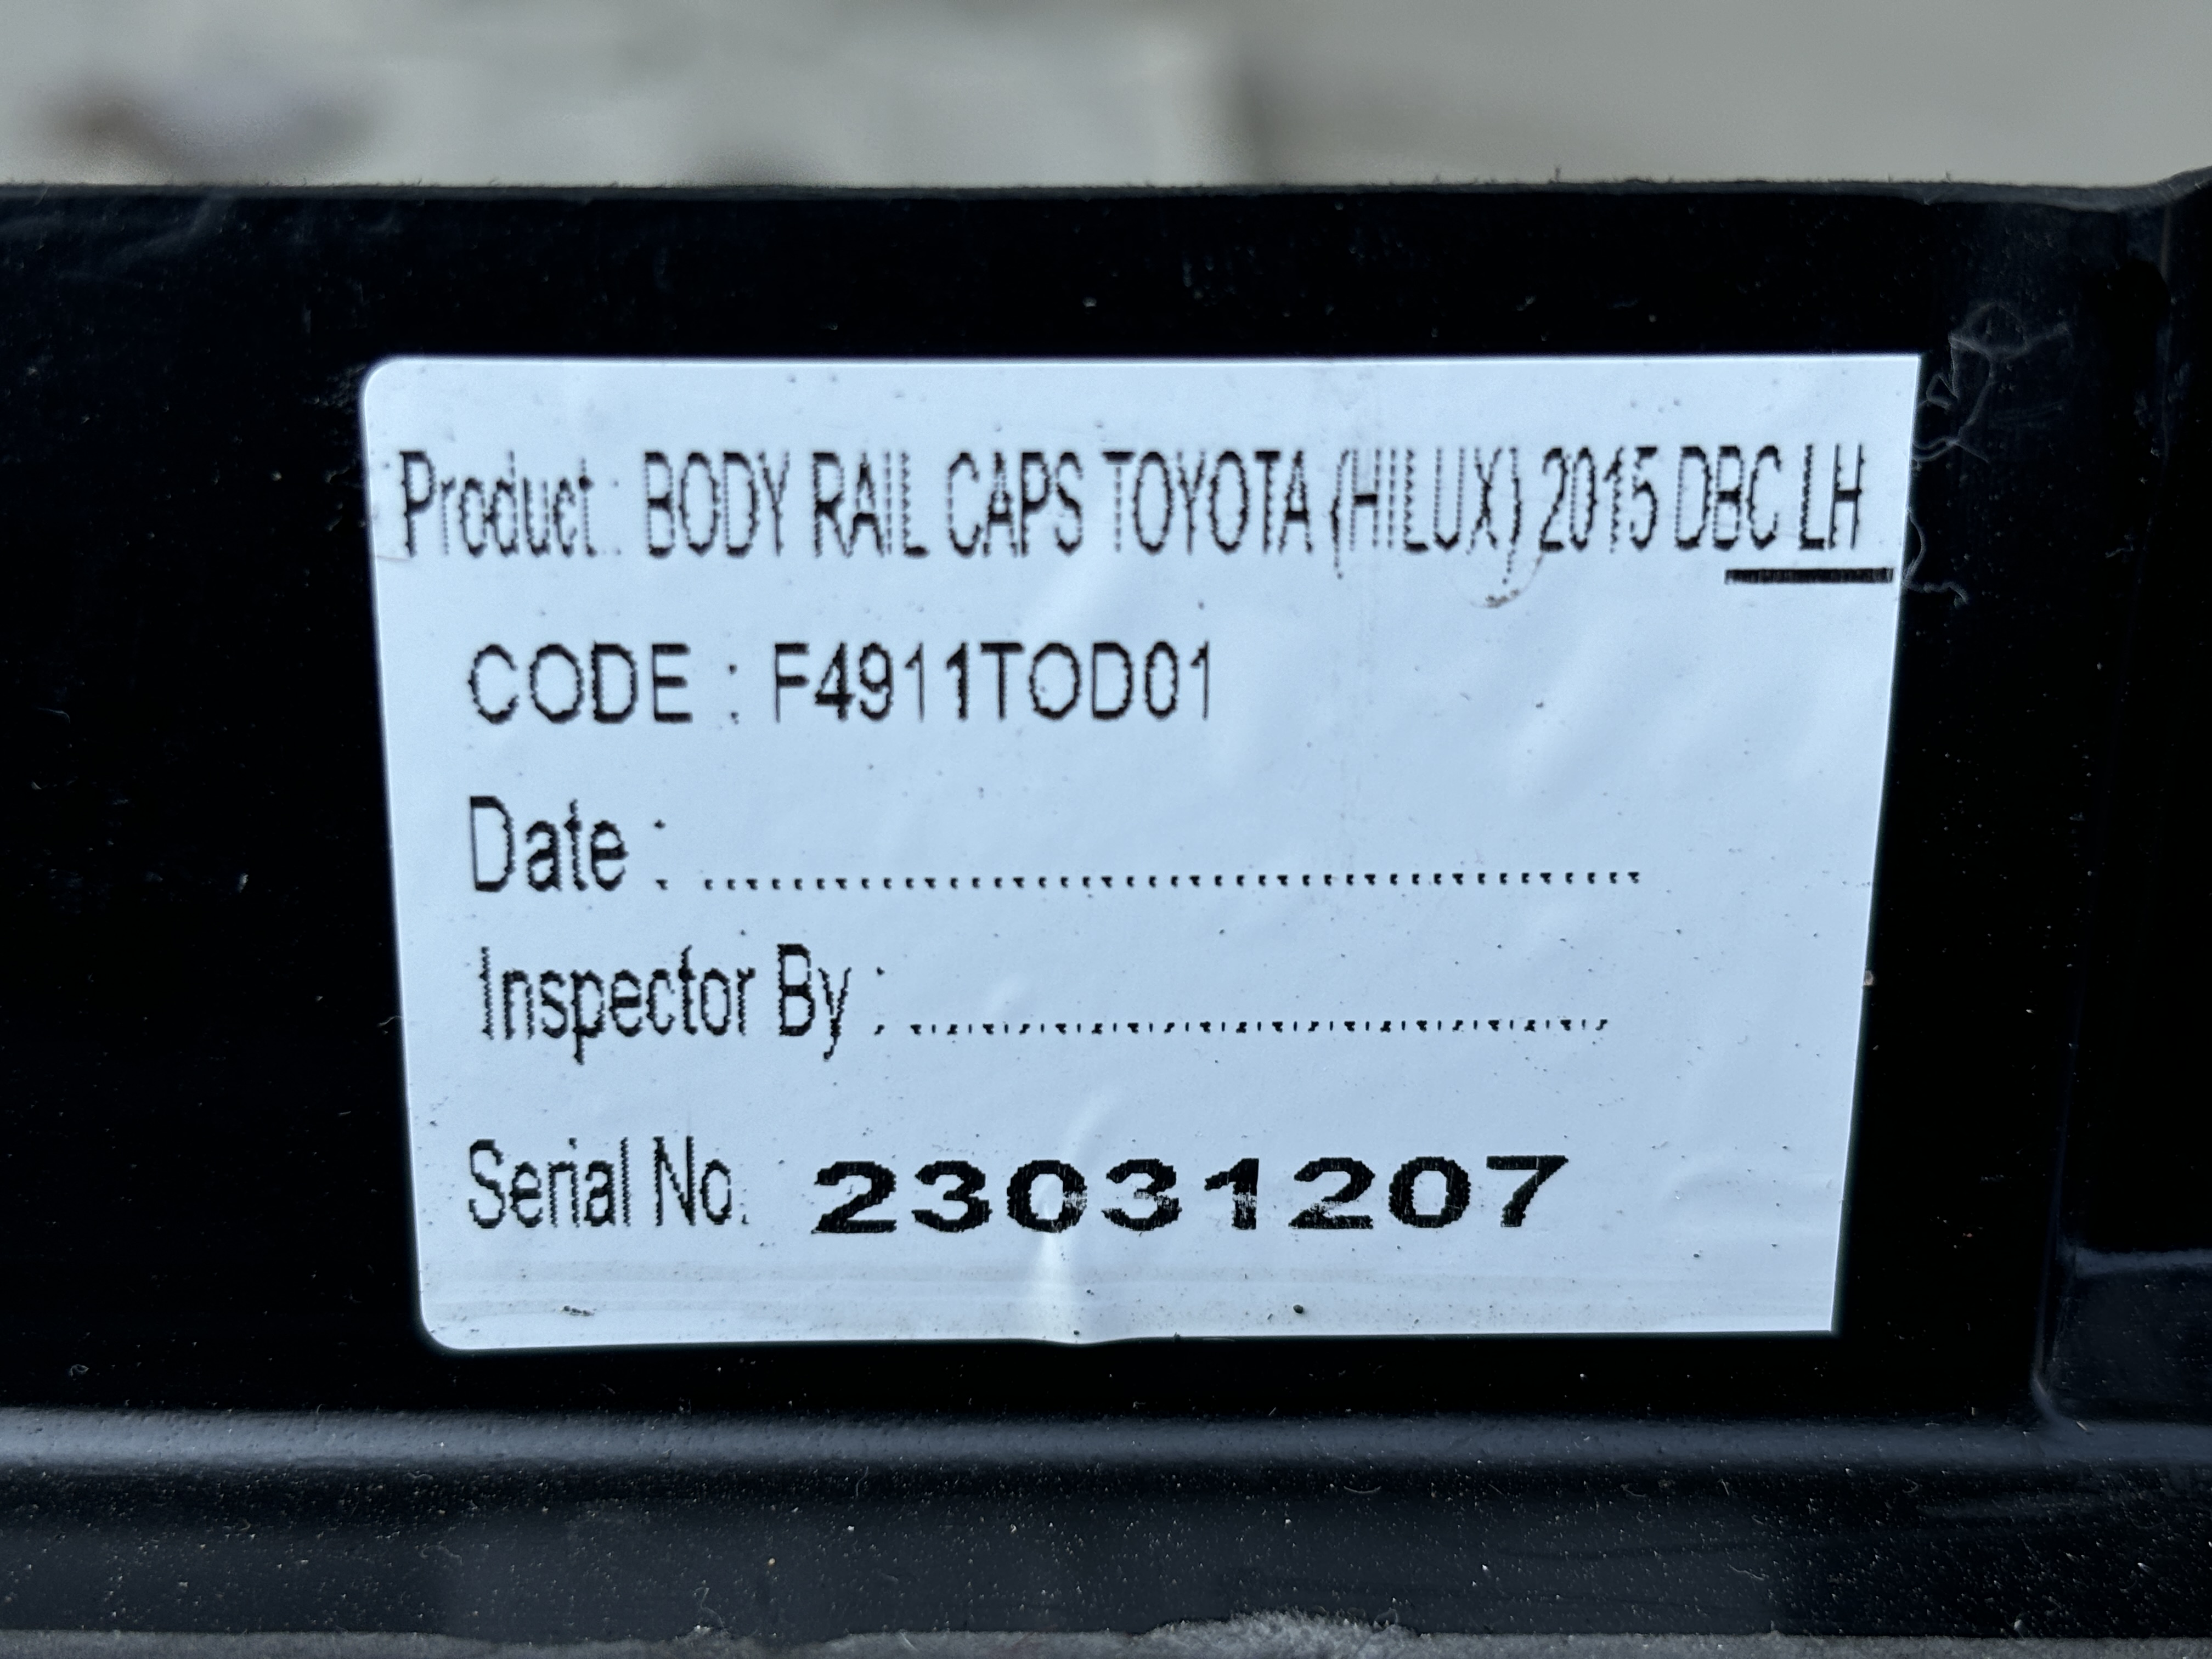 Product : BODY RAIL CAPS TOYOTA (HILUX) 2015 DBC LH
CODE : F4911TOD01
Date : .....................................................
Inspector By : .......................................
Serial No. 23031207